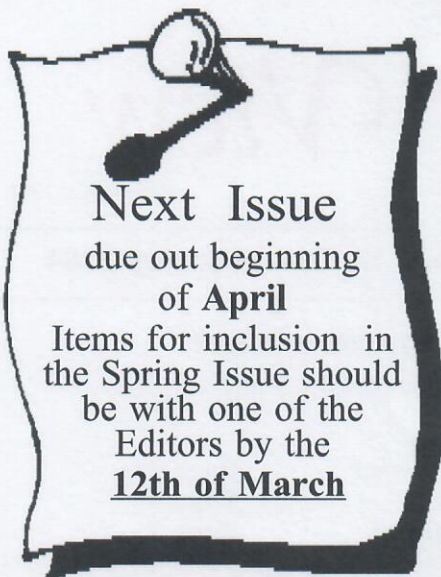 Next Issue
due out beginning
of April
Items for inclusion in
the Spring Issue should
be with one of the
Editors by the
12th of March